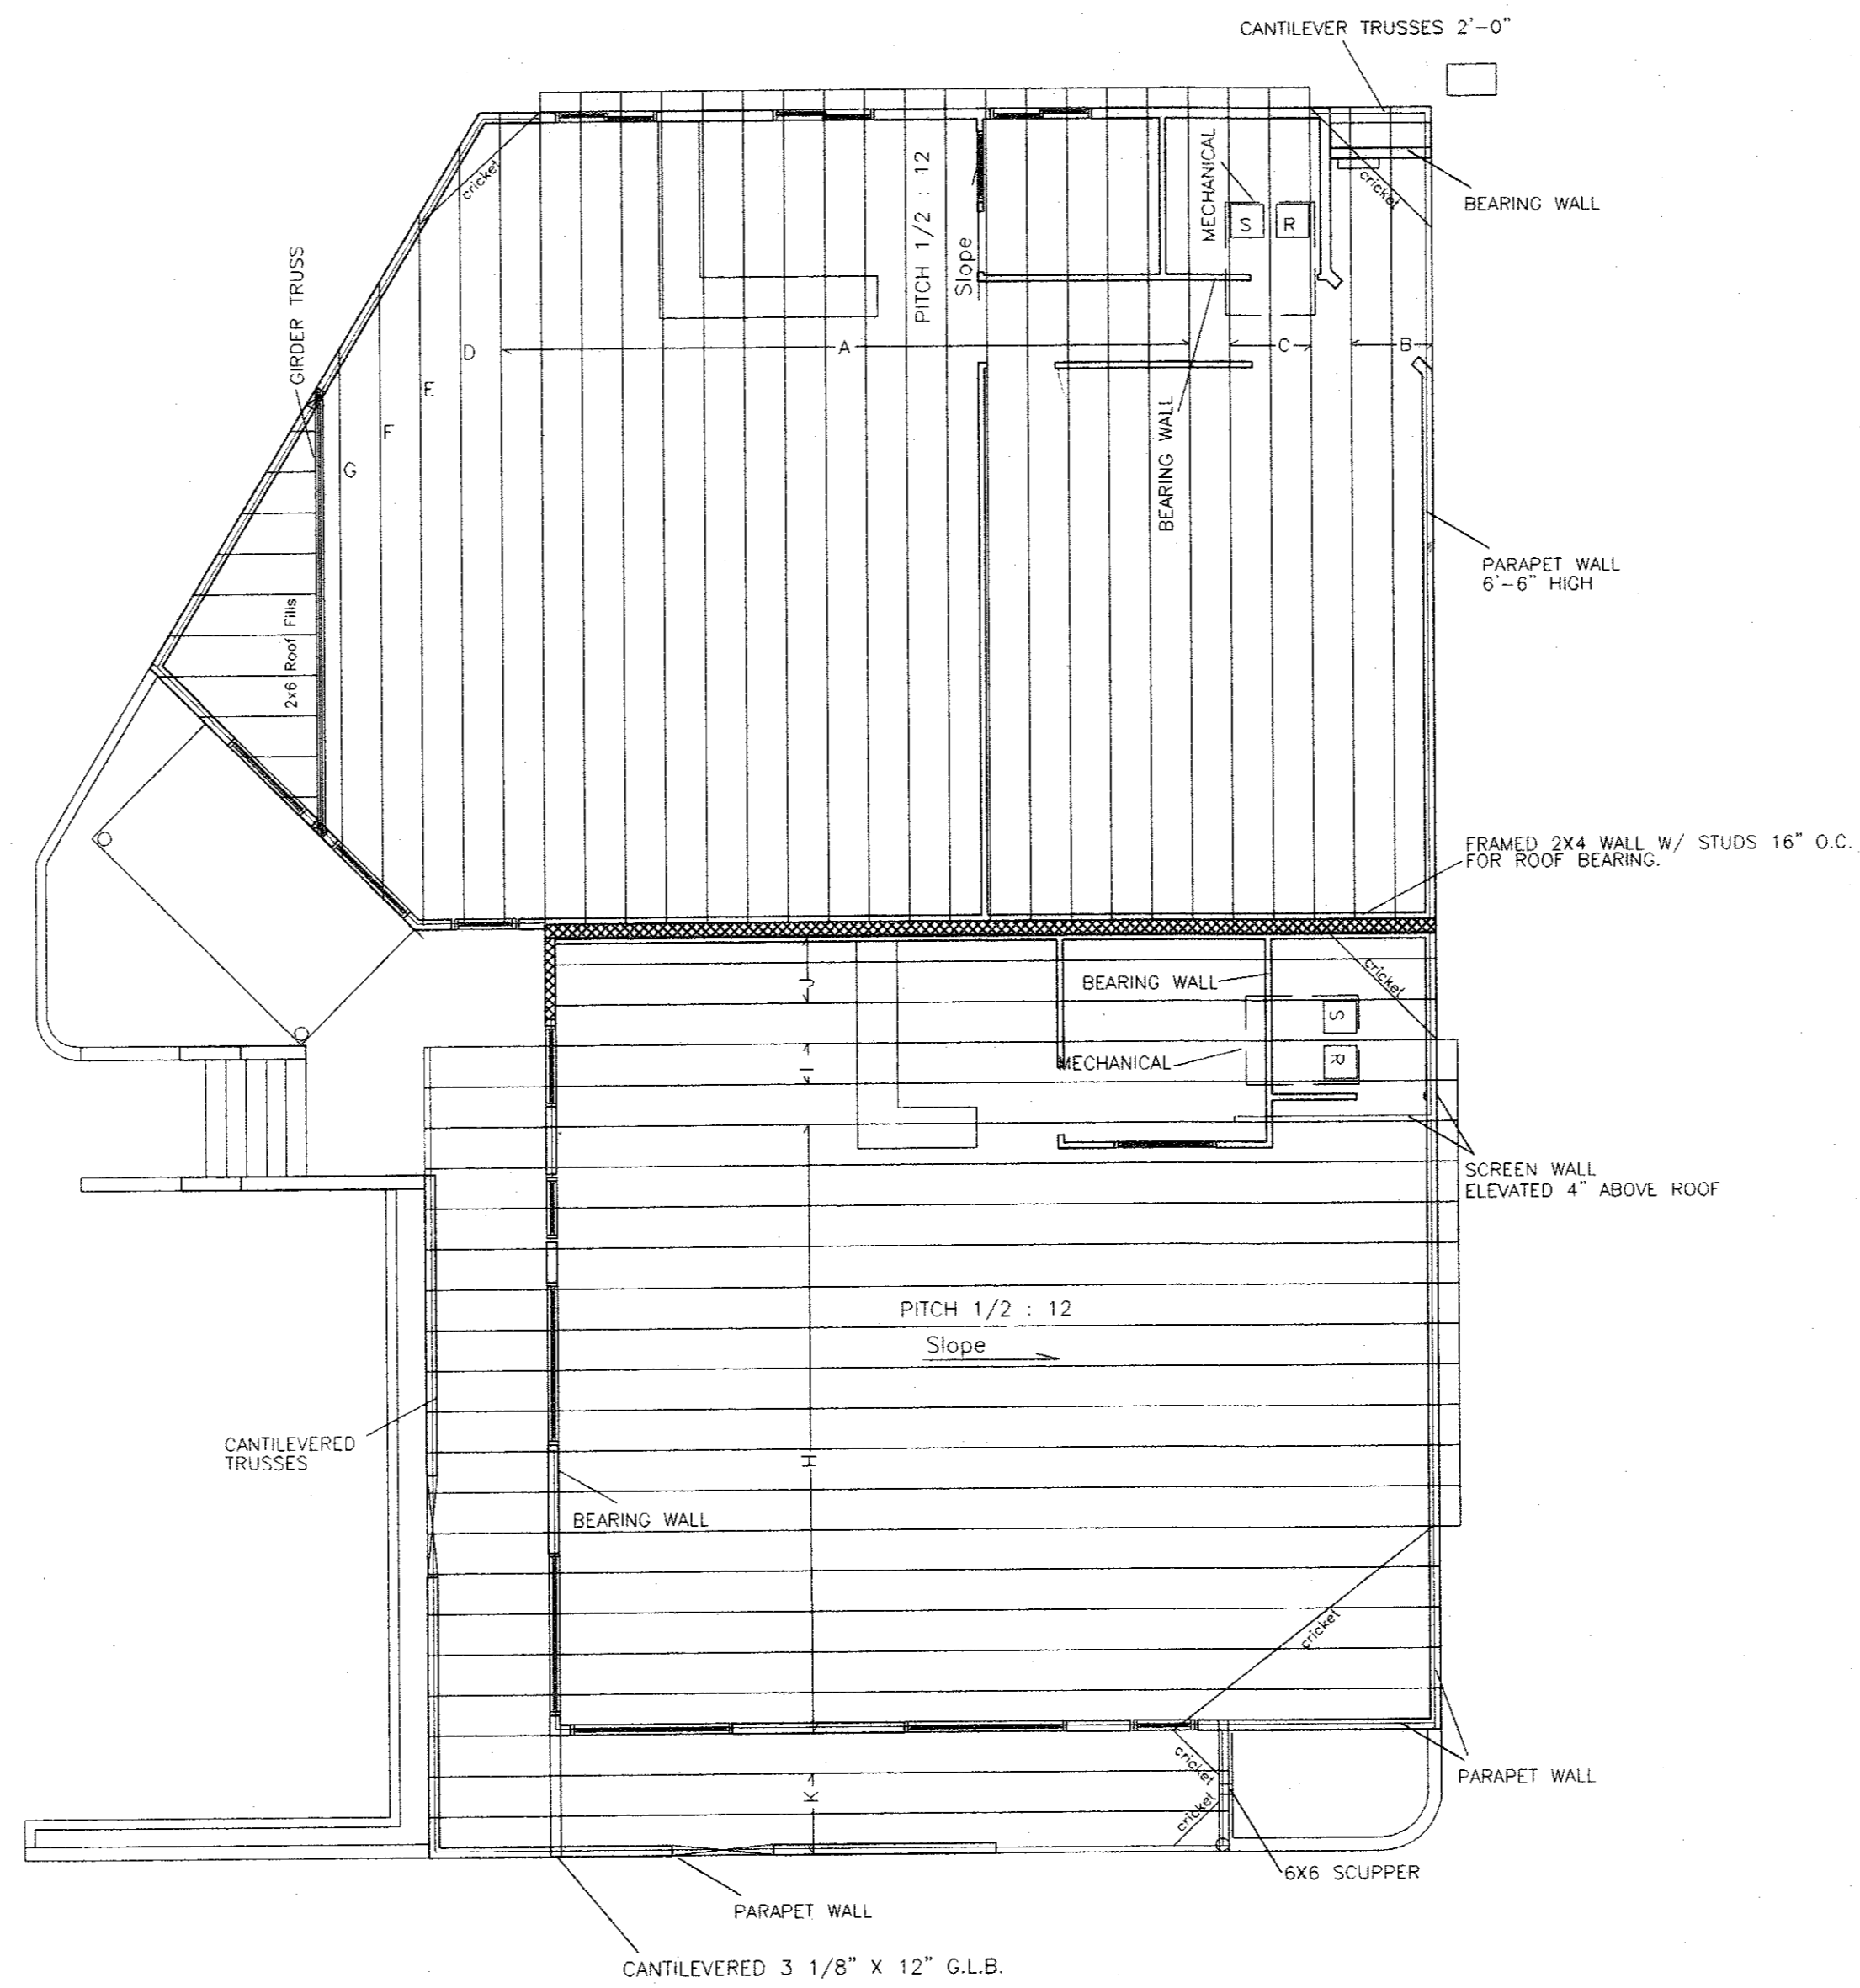 CANTILEVER TRUSSES 2'-0"
cricket
PITCH 1/2 : 12
Slope
MECHANICAL
S R
cricket
BEARING WALL
GIRDER TRUSS
D
A
C
B
E
F
G
BEARING WALL
PARAPET WALL
6'-6" HIGH
2x6 Roof Fills
FRAMED 2X4 WALL W/ STUDS 16" O.C.
FOR ROOF BEARING.
J
BEARING WALL
cricket
S
R
I
MECHANICAL
SCREEN WALL
ELEVATED 4" ABOVE ROOF
PITCH 1/2 : 12
Slope
CANTILEVERED
TRUSSES
H
BEARING WALL
cricket
cricket
PARAPET WALL
K
cricket
6X6 SCUPPER
PARAPET WALL
CANTILEVERED 3 1/8" X 12" G.L.B.